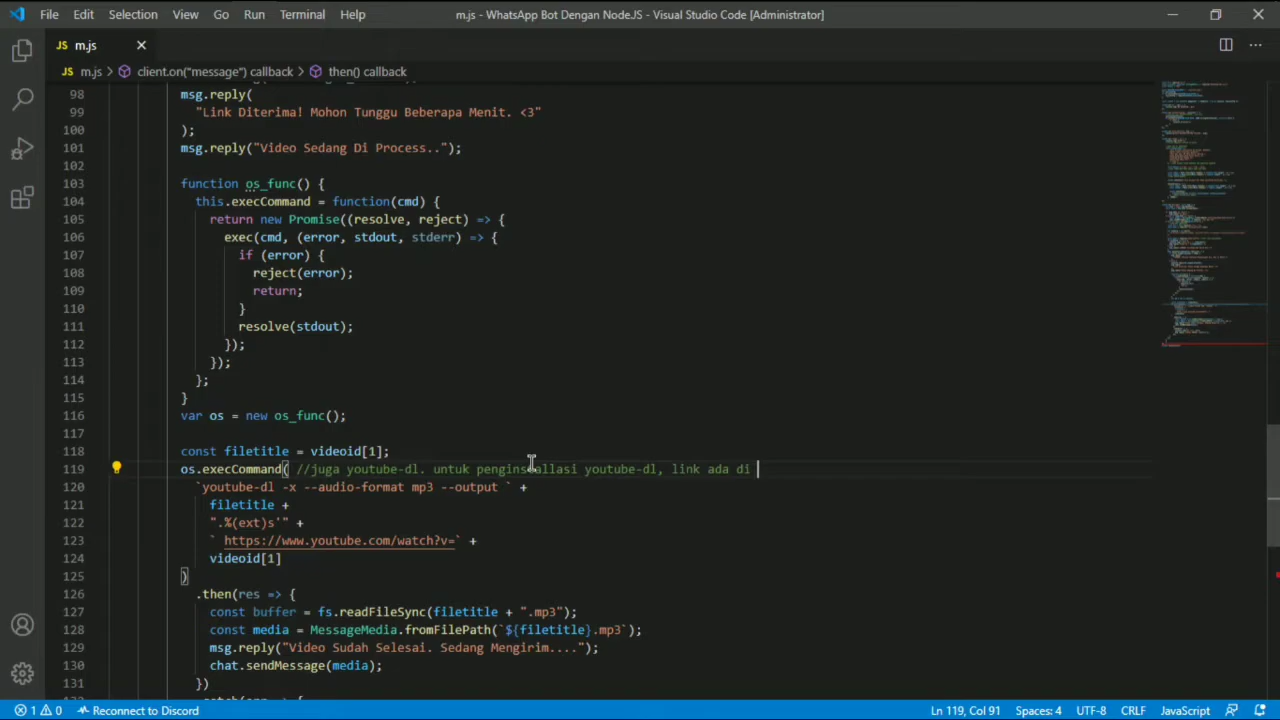 File Edit Selection View Go Run Terminal Help
m.js - WhatsApp Bot Dengan NodeJS - Visual Studio Code [Administrator]
JS m.js
JS m.js > client.on("message") callback > then() callback
98 msg.reply(
99 "Link Diterima! Mohon Tunggu Beberapa Menit. <3"
100 );
101 msg.reply("Video Sedang Di Process..");
102
103 function os_func() {
104 this.execCommand = function(cmd) {
105 return new Promise((resolve, reject) => {
106 exec(cmd, (error, stdout, stderr) => {
107 if (error) {
108 reject(error);
109 return;
110 }
111 resolve(stdout);
112 });
113 });
114 };
115 }
116 var os = new os_func();
117
118 const filetitle = videoid[1];
119 os.execCommand( //juga youtube-dl. untuk penginstallasi youtube-dl, link ada di
120 `youtube-dl -x --audio-format mp3 --output ` +
121 filetitle +
122 ".%(ext)s'" +
123 ` https://www.youtube.com/watch?v=` +
124 videoid[1]
125 )
126 .then(res => {
127 const buffer = fs.readFileSync(filetitle + ".mp3");
128 const media = MessageMedia.fromFilePath(`${filetitle}.mp3`);
129 msg.reply("Video Sudah Selesai. Sedang Mengirim....");
130 chat.sendMessage(media);
131 })
1 0 Reconnect to Discord
Ln 119, Col 91 Spaces: 4 UTF-8 CRLF JavaScript